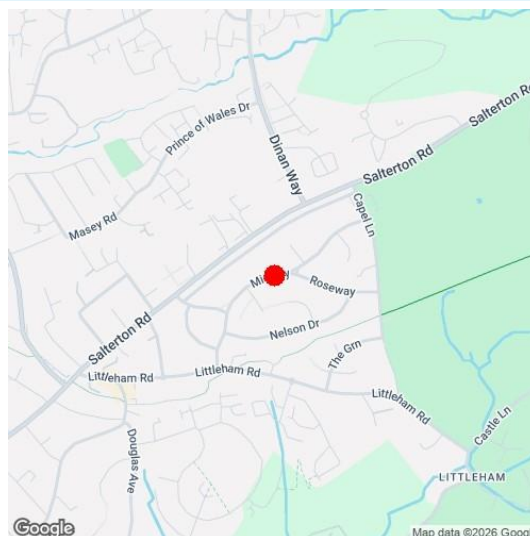 Salterton Rd
Prince of Wales Dr
Dinan Way
Salterton Rd
Capel Ln
Masey Rd
Roseway
Salterton Rd
Nelson Dr
The Grn
Littleham Rd
Littleham Rd
Littleham Rd
Castle Ln
Douglas Ave
LITTLEHAM
Google
Map data ©2026 Google